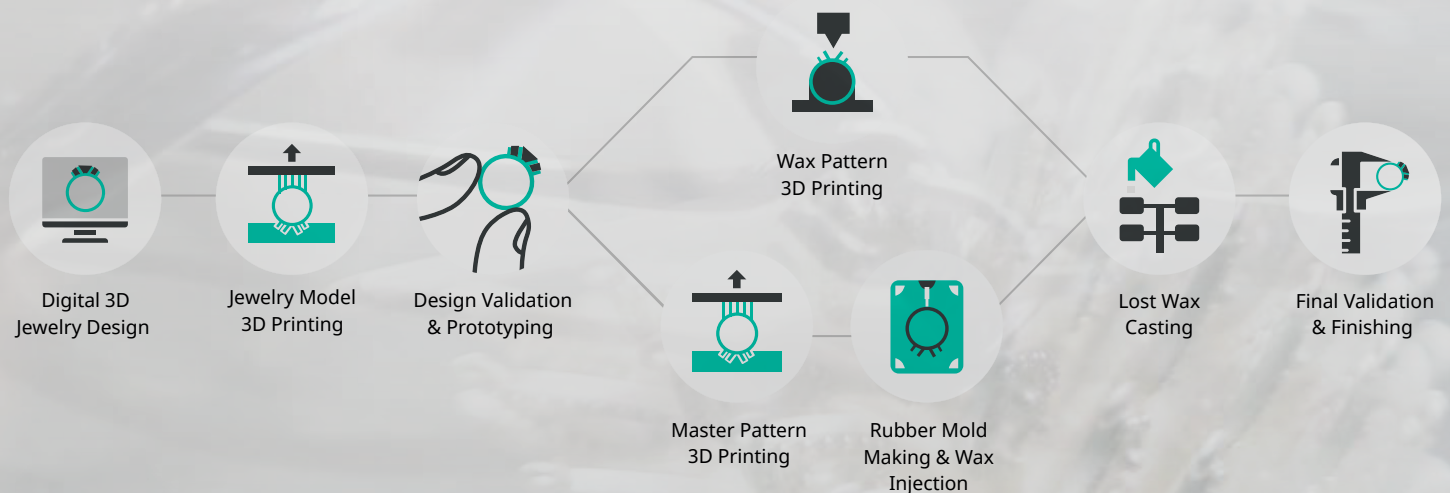 Digital 3D
Jewelry Design
Jewelry Model
3D Printing
Design Validation
& Prototyping
Wax Pattern
3D Printing
Master Pattern
3D Printing
Rubber Mold
Making & Wax
Injection
Lost Wax
Casting
Final Validation
& Finishing